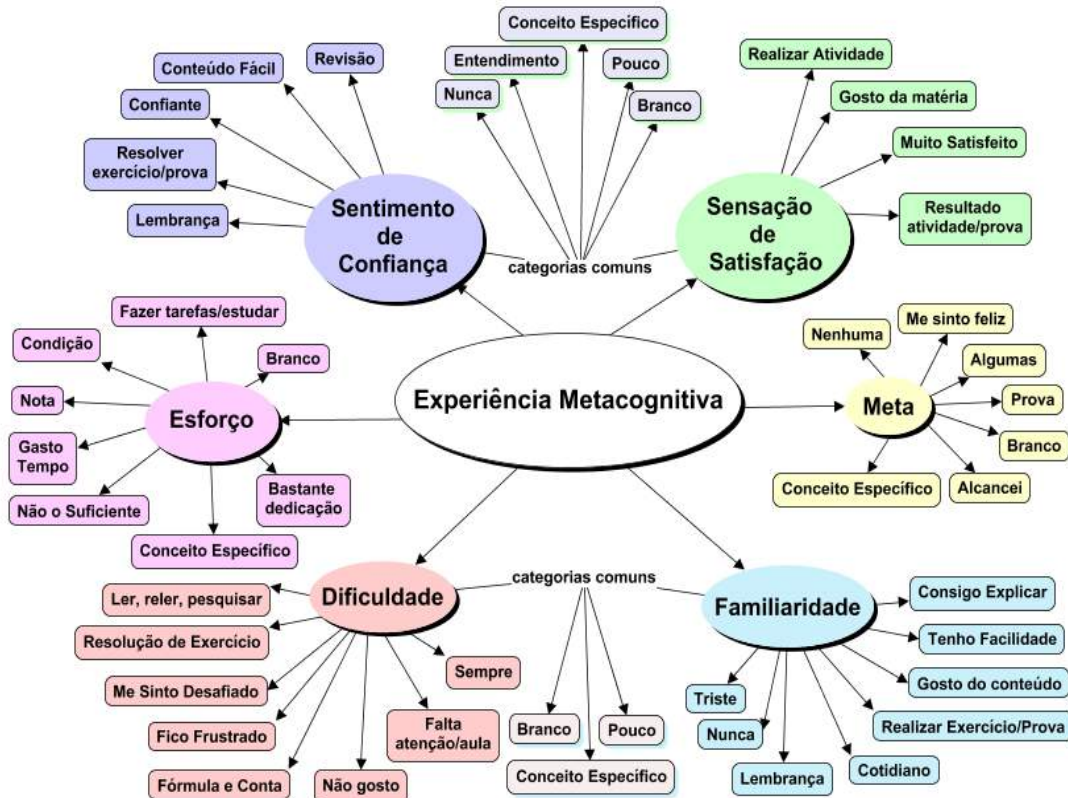 Conceito Específico
Revisão
Conteúdo Fácil
Entendimento
Pouco
Realizar Atividade
Nunca
Branco
Gosto da matéria
Confiante
Muito Satisfeito
Resolver
exercício/prova
Lembrança
Sentimento
de
Confiança
Sensação
de
Satisfação
Resultado
atividade/prova
categorias comuns
Fazer tarefas/estudar
Condição
Branco
Nota
Esforço
Gasto
Tempo
Não o Suficiente
Bastante
dedicação
Conceito Específico
Experiência Metacognitiva
Nenhuma
Me sinto feliz
Algumas
Meta
Prova
Branco
Conceito Específico
Alcancei
Dificuldade
Ler, reler, pesquisar
Resolução de Exercício
Me Sinto Desafiado
Sempre
Fico Frustrado
Falta
atenção/aula
Fórmula e Conta
Não gosto
categorias comuns
Branco
Pouco
Conceito Específico
Familiaridade
Consigo Explicar
Tenho Facilidade
Gosto do conteúdo
Triste
Nunca
Realizar Exercício/Prova
Lembrança
Cotidiano